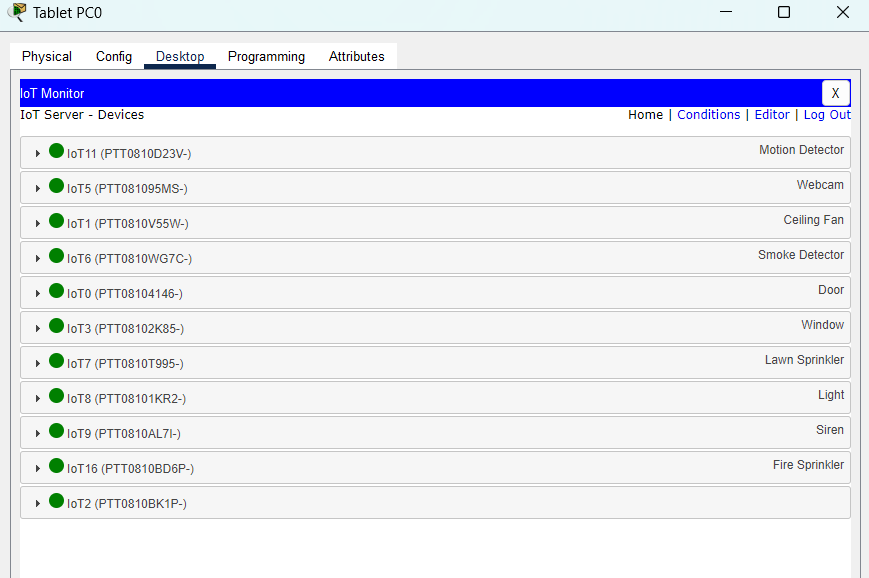 Tablet PC0
Physical Config Desktop Programming Attributes
IoT Monitor X
IoT Server - Devices Home | Conditions | Editor | Log Out
IoT11 (PTT0810D23V-) Motion Detector
IoT5 (PTT081095MS-) Webcam
IoT1 (PTT0810V55W-) Ceiling Fan
IoT6 (PTT0810WG7C-) Smoke Detector
IoT0 (PTT08104146-) Door
IoT3 (PTT08102K85-) Window
IoT7 (PTT0810T995-) Lawn Sprinkler
IoT8 (PTT08101KR2-) Light
IoT9 (PTT0810AL7I-) Siren
IoT16 (PTT0810BD6P-) Fire Sprinkler
IoT2 (PTT0810BK1P-)